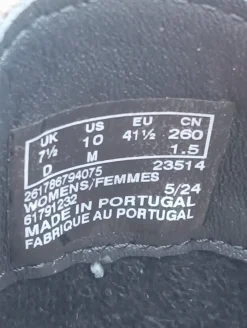 UK US EU CN
7½ 10 41½ 260
D M 1.5
261786794075 23514
WOMENS/FEMMES
61791232 5/24
MADE IN PORTUGAL
FABRIQUE AU PORTUGAL